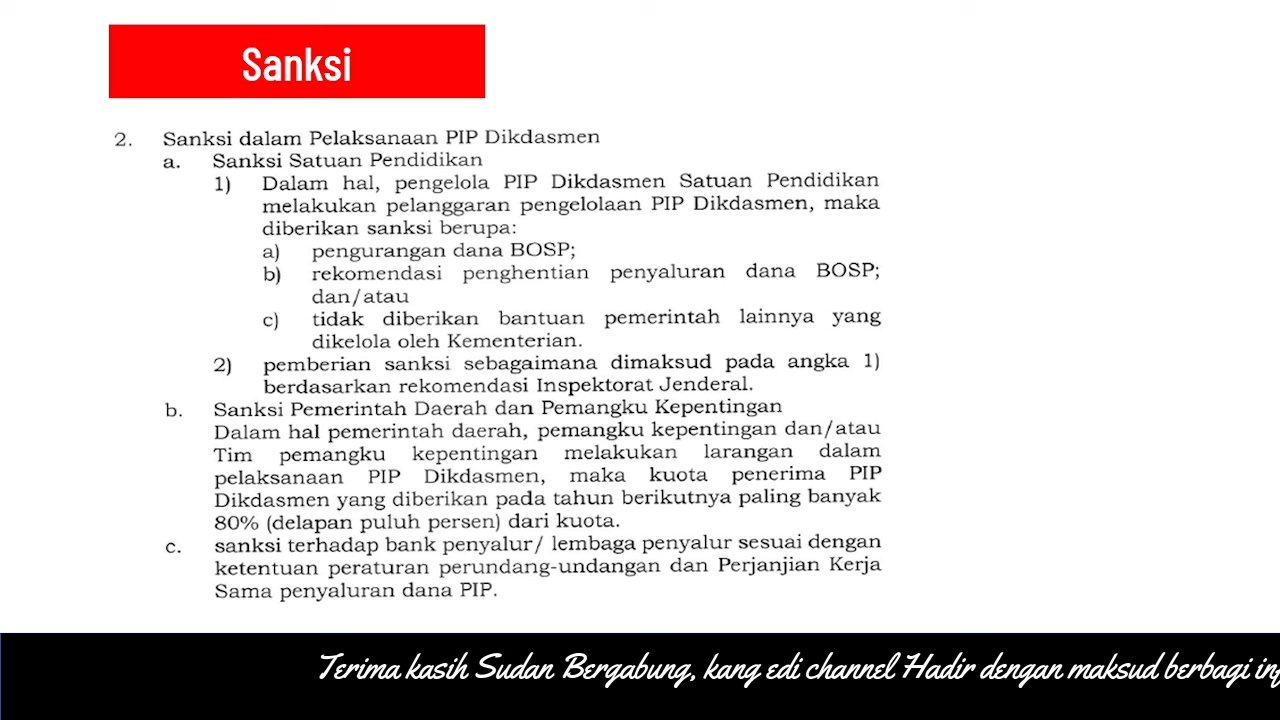 Sanksi
2. Sanksi dalam Pelaksanaan PIP Dikdasmen
a. Sanksi Satuan Pendidikan
1) Dalam hal, pengelola PIP Dikdasmen Satuan Pendidikan
melakukan pelanggaran pengelolaan PIP Dikdasmen, maka
diberikan sanksi berupa:
a) pengurangan dana BOSP;
b) rekomendasi penghentian penyaluran dana BOSP;
dan/atau
c) tidak diberikan bantuan pemerintah lainnya yang
dikelola oleh Kementerian.
2) pemberian sanksi sebagaimana dimaksud pada angka 1)
berdasarkan rekomendasi Inspektorat Jenderal.
b. Sanksi Pemerintah Daerah dan Pemangku Kepentingan
Dalam hal pemerintah daerah, pemangku kepentingan dan/atau
Tim pemangku kepentingan melakukan larangan dalam
pelaksanaan PIP Dikdasmen, maka kuota penerima PIP
Dikdasmen yang diberikan pada tahun berikutnya paling banyak
80% (delapan puluh persen) dari kuota.
c. sanksi terhadap bank penyalur/ lembaga penyalur sesuai dengan
ketentuan peraturan perundang-undangan dan Perjanjian Kerja
Sama penyaluran dana PIP.
Terima kasih Sudan Bergabung, kang edi channel Hadir dengan maksud berbagi